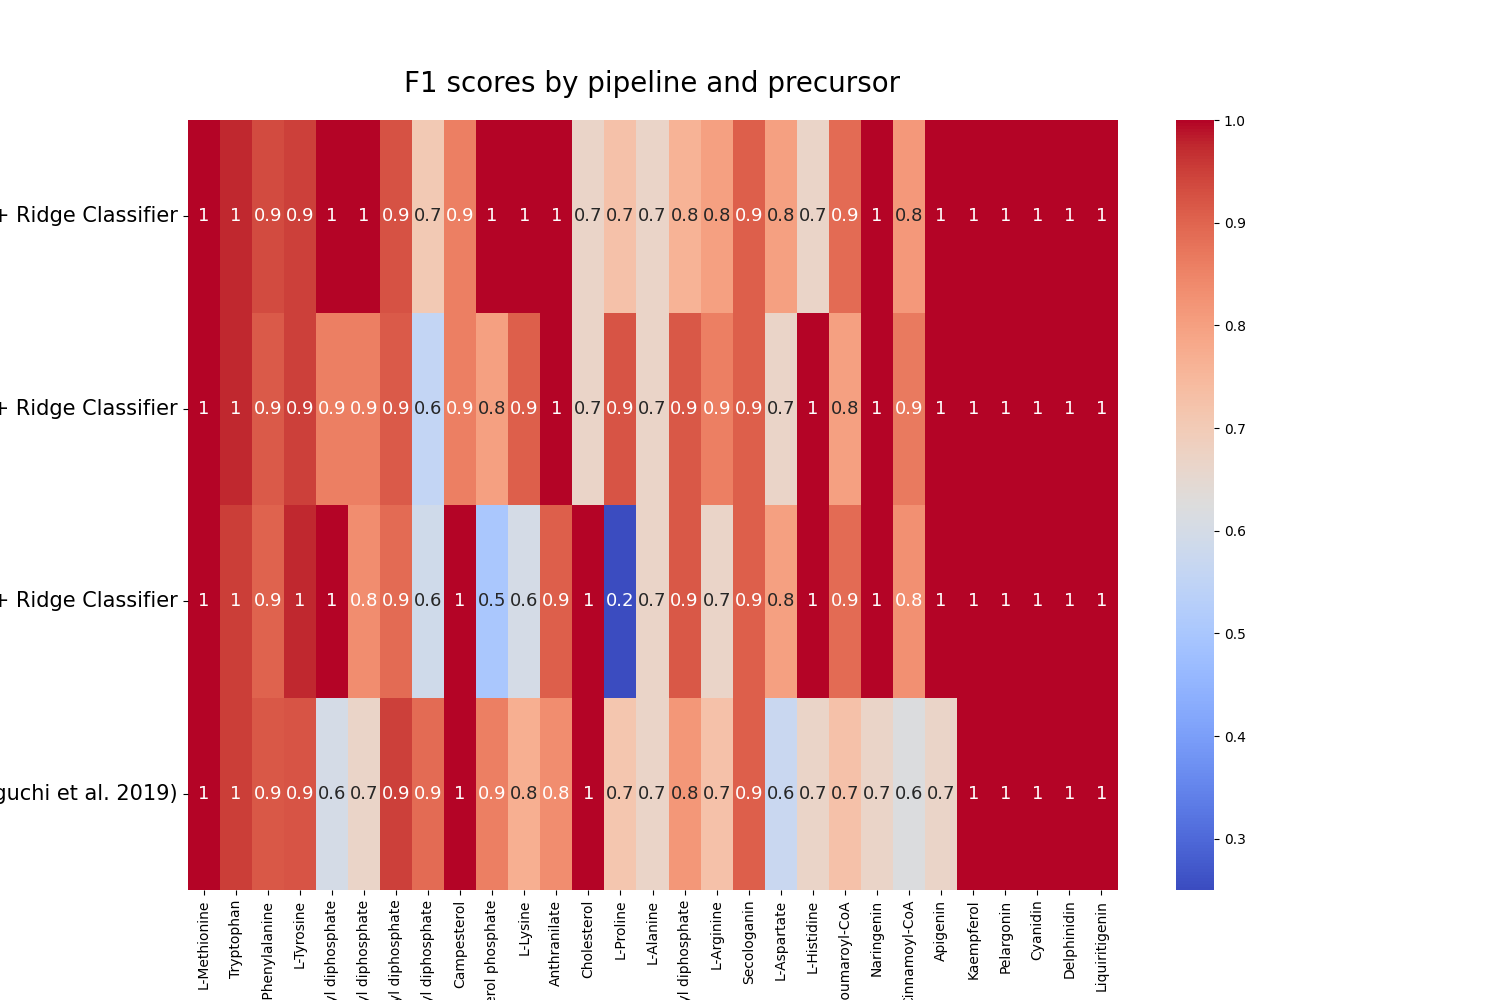 F1 scores by pipeline and precursor
+ Ridge Classifier
1 1 0.9 0.9 1 1 0.9 0.7 0.9 1 1 1 0.7 0.7 0.7 0.8 0.8 0.9 0.8 0.7 0.9 1 0.8 1 1 1 1 1 1
+ Ridge Classifier
1 1 0.9 0.9 0.9 0.9 0.9 0.6 0.9 0.8 0.9 1 0.7 0.9 0.7 0.9 0.9 0.9 0.7 1 0.8 1 0.9 1 1 1 1 1 1
+ Ridge Classifier
1 1 0.9 1 1 0.8 0.9 0.6 1 0.5 0.6 0.9 1 0.2 0.7 0.9 0.7 0.9 0.8 1 0.9 1 0.8 1 1 1 1 1 1
guchi et al. 2019)
1 1 0.9 0.9 0.6 0.7 0.9 0.9 1 0.9 0.8 0.8 1 0.7 0.7 0.8 0.7 0.9 0.6 0.7 0.7 0.7 0.6 0.7 1 1 1 1 1
L-Methionine
Tryptophan
Phenylalanine
L-Tyrosine
yl diphosphate
yl diphosphate
yl diphosphate
yl diphosphate
Campesterol
erol phosphate
L-Lysine
Anthranilate
Cholesterol
L-Proline
L-Alanine
yl diphosphate
L-Arginine
Secologanin
L-Aspartate
L-Histidine
oumaroyl-CoA
Naringenin
Cinnamoyl-CoA
Apigenin
Kaempferol
Pelargonin
Cyanidin
Delphinidin
Liquiritigenin
1.0
0.9
0.8
0.7
0.6
0.5
0.4
0.3